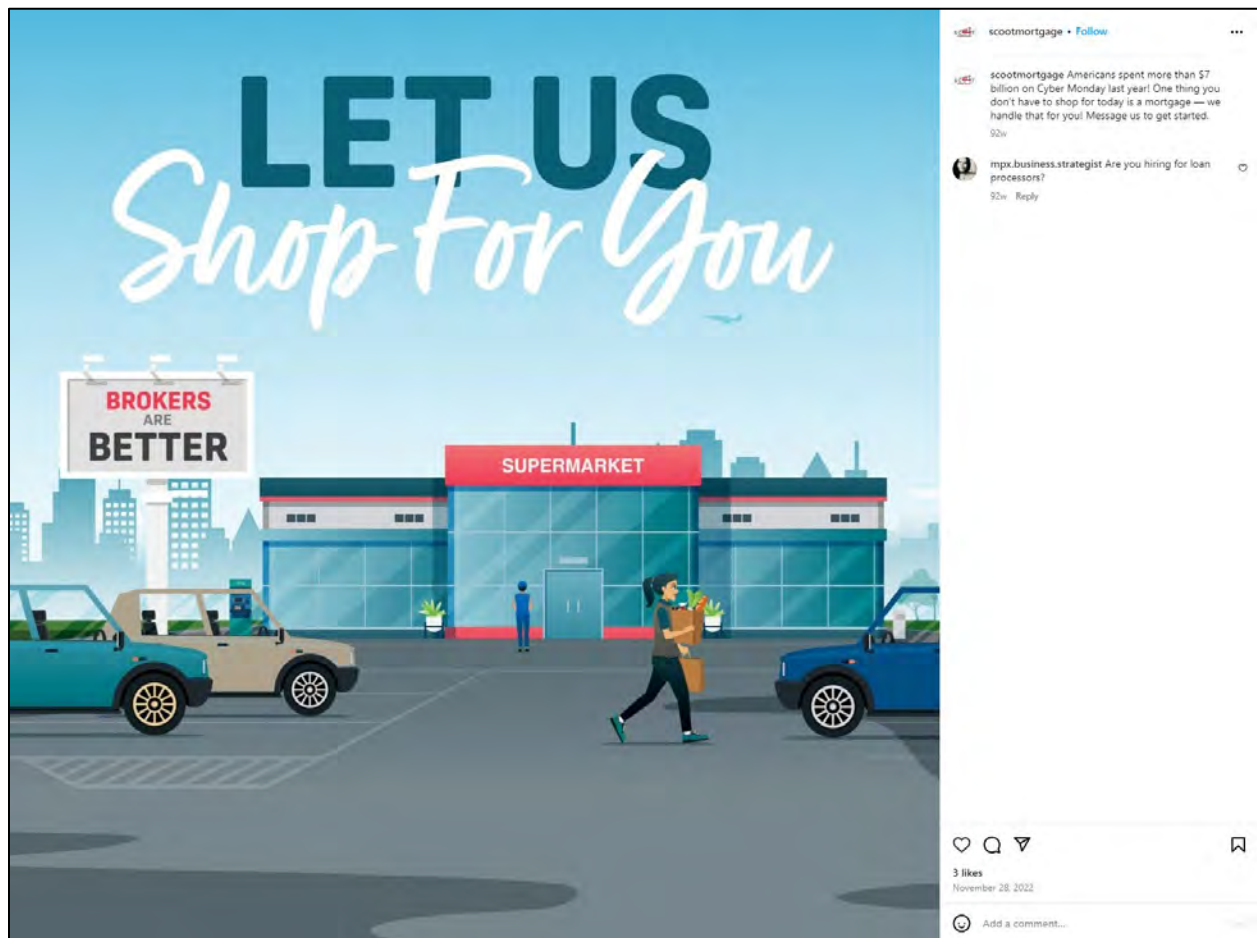 LET US
Shop For You
BROKERS
ARE
BETTER
SUPERMARKET
scootmortgage • Follow
scootmortgage Americans spent more than $7
billion on Cyber Monday last year! One thing you
don't have to shop for today is a mortgage — we
handle that for you! Message us to get started.
92w
mpx.business.strategist Are you hiring for loan
processors?
92w Reply
3 likes
November 28, 2022
Add a comment...